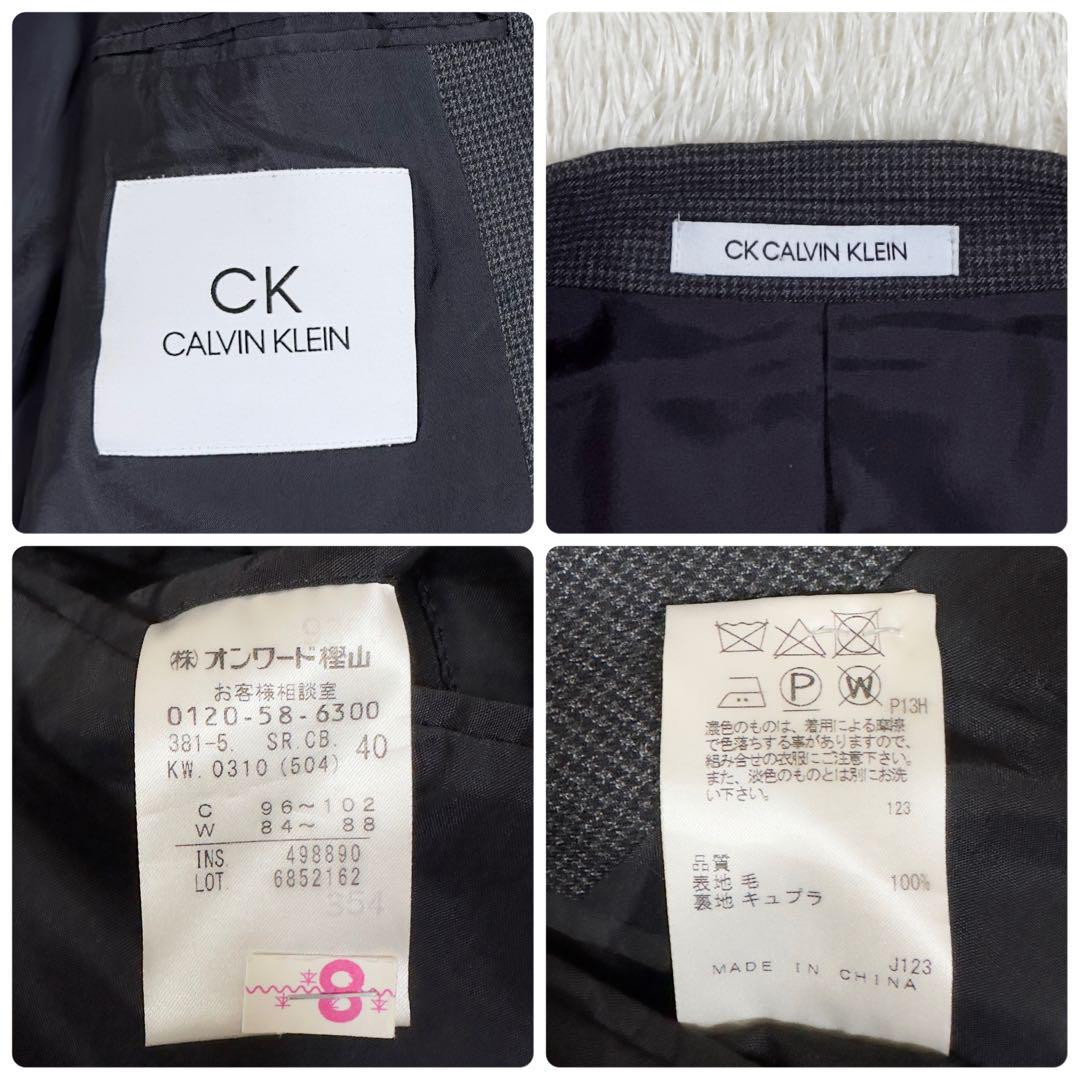 CK
CALVIN KLEIN
CK CALVIN KLEIN
㈱ オンワード樫山
お客様相談室
0120-58-6300
381-5. SR.CB. 40
KW.0310(504)
C 96～102
W 84～ 88
INS. 498890
LOT. 6852162
354
8
P W P13H
濃色のものは、着用による摩擦
で色落ちする事がありますので、
組み合せの衣服にご注意下さい。
また、淡色のものとは別にお洗
い下さい。
123
品質
表地 毛 100%
裏地 キュプラ
J123
MADE IN CHINA